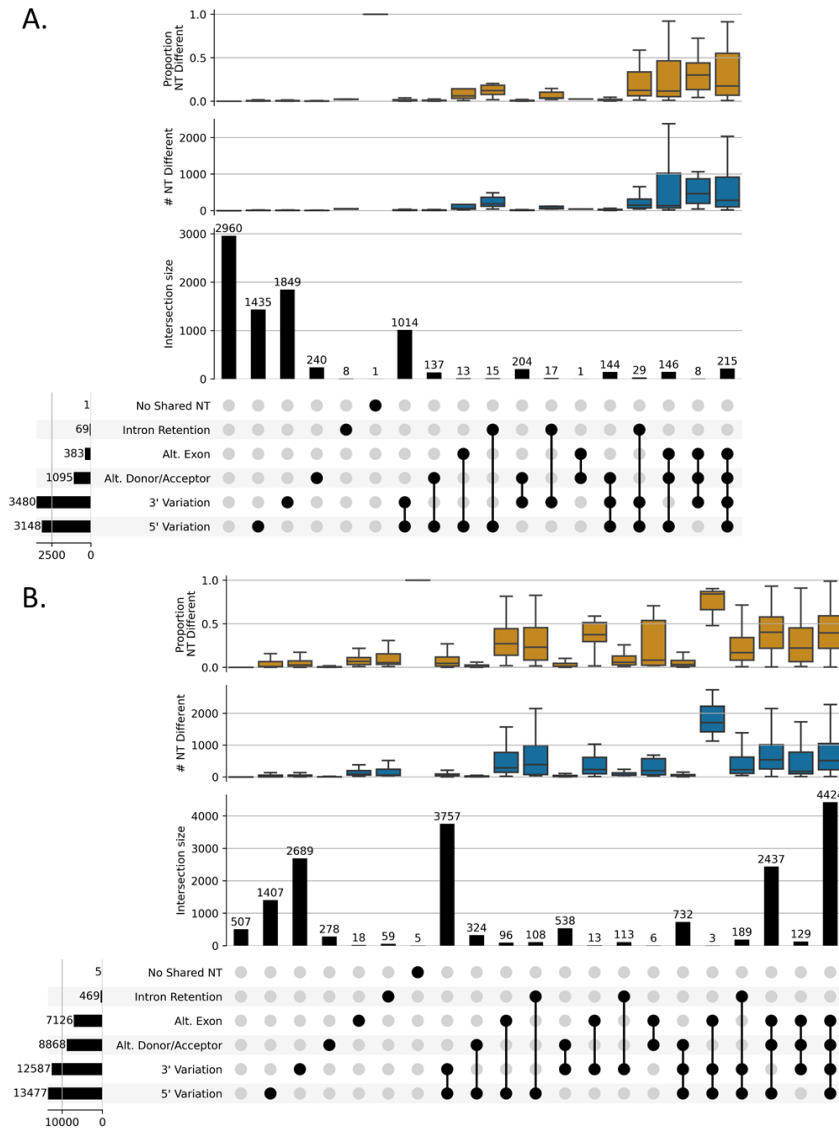 A.
1.0
0.5
0.0
Proportion
NT Different
2000
1000
0
# NT Different
3000
2000
1000
0
Intersection size
2960 1435 1849 240 8 1 1014 137 13 15 204 17 1 144 29 146 8 215
1 No Shared NT
69 Intron Retention
383 Alt. Exon
1095 Alt. Donor/Acceptor
3480 3' Variation
3148 5' Variation
2500 0
B.
1.0
0.5
0.0
Proportion
NT Different
2000
1000
0
# NT Different
4000
3000
2000
1000
0
Intersection size
507 1407 2689 278 18 59 5 3757 324 96 108 538 13 113 6 732 3 189 2437 129 4424
5 No Shared NT
469 Intron Retention
7126 Alt. Exon
8868 Alt. Donor/Acceptor
12587 3' Variation
13477 5' Variation
10000 0